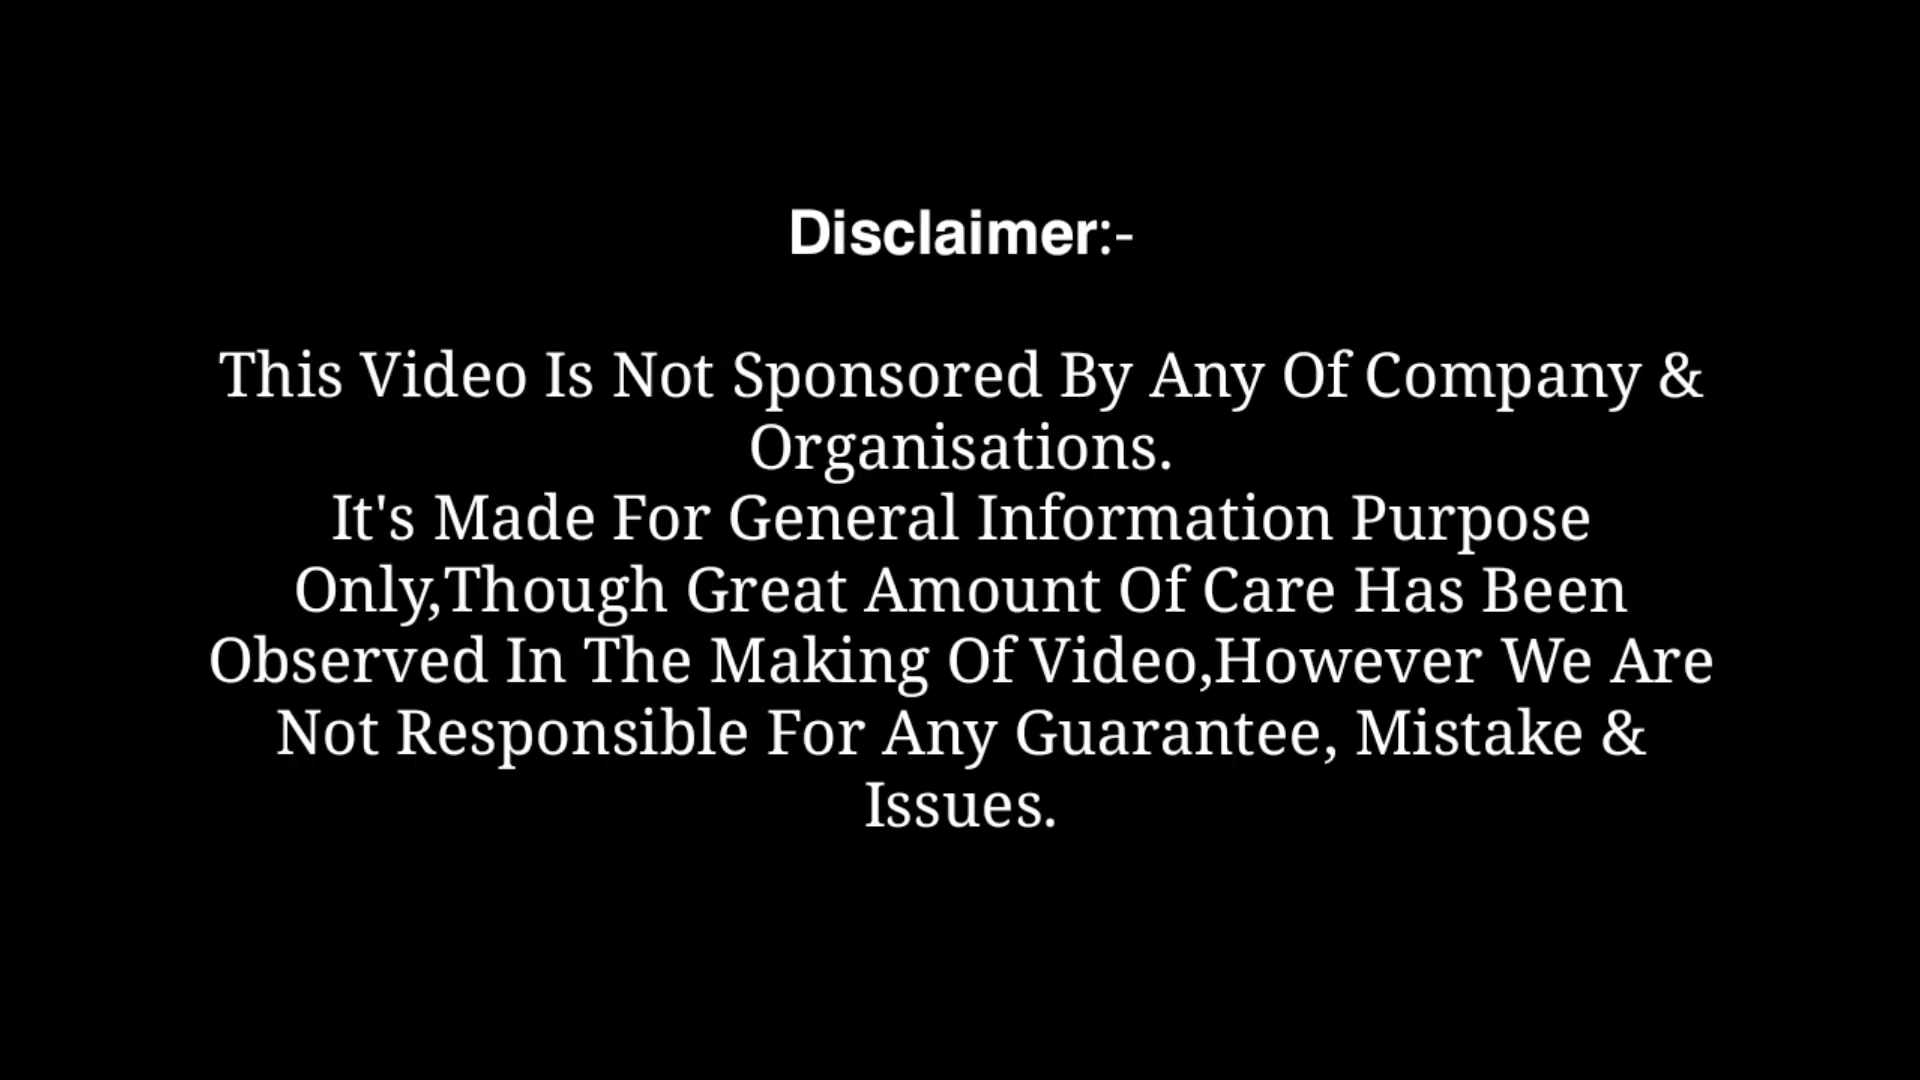 Disclaimer:-
This Video Is Not Sponsored By Any Of Company &
Organisations.
It's Made For General Information Purpose
Only,Though Great Amount Of Care Has Been
Observed In The Making Of Video,However We Are
Not Responsible For Any Guarantee, Mistake &
Issues.